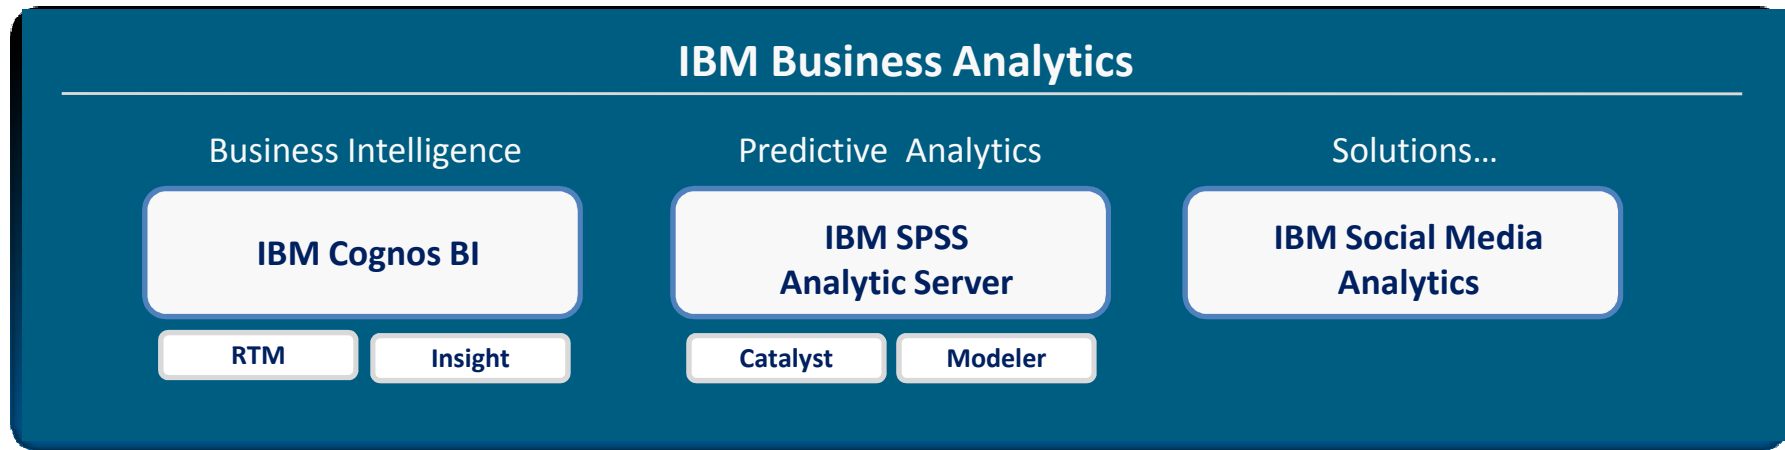 IBM Business Analytics
Business Intelligence
Predictive Analytics
Solutions...
IBM Cognos BI
IBM SPSS
Analytic Server
IBM Social Media
Analytics
RTM
Insight
Catalyst
Modeler